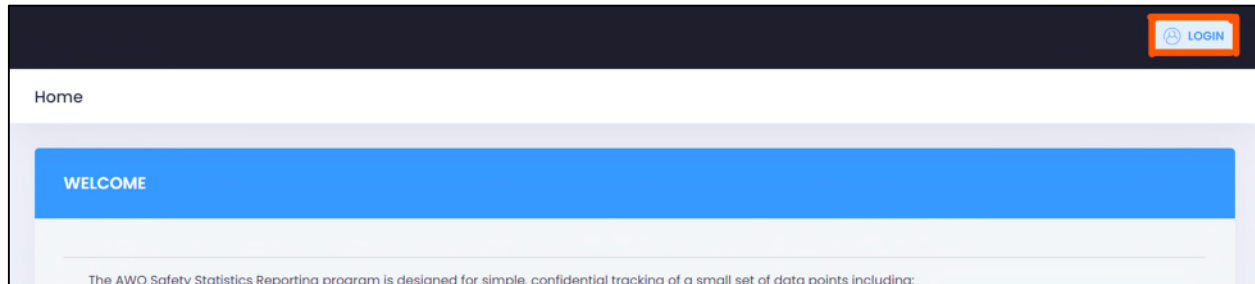 LOGIN
Home
WELCOME
The AWO Safety Statistics Reporting program is designed for simple, confidential tracking of a small set of data points including: